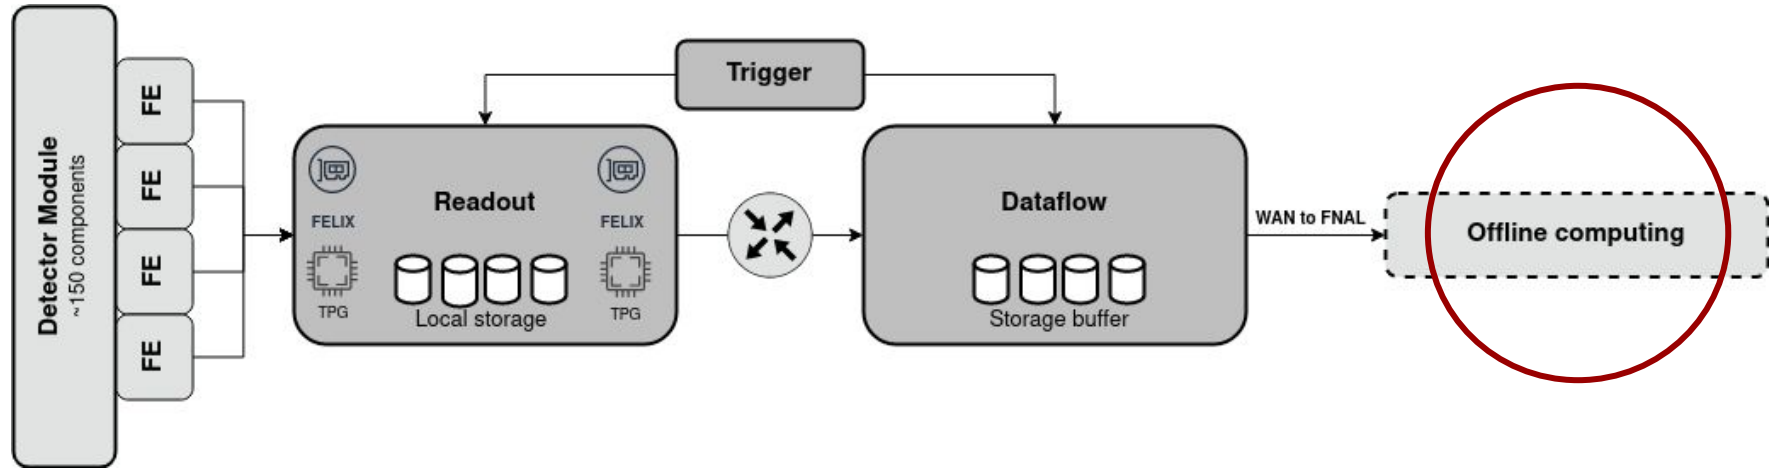 Detector Module
~150 components
FE
FE
FE
FE
Trigger
Readout
FELIX
FELIX
TPG
TPG
Local storage
Dataflow
Storage buffer
WAN to FNAL
Offline computing